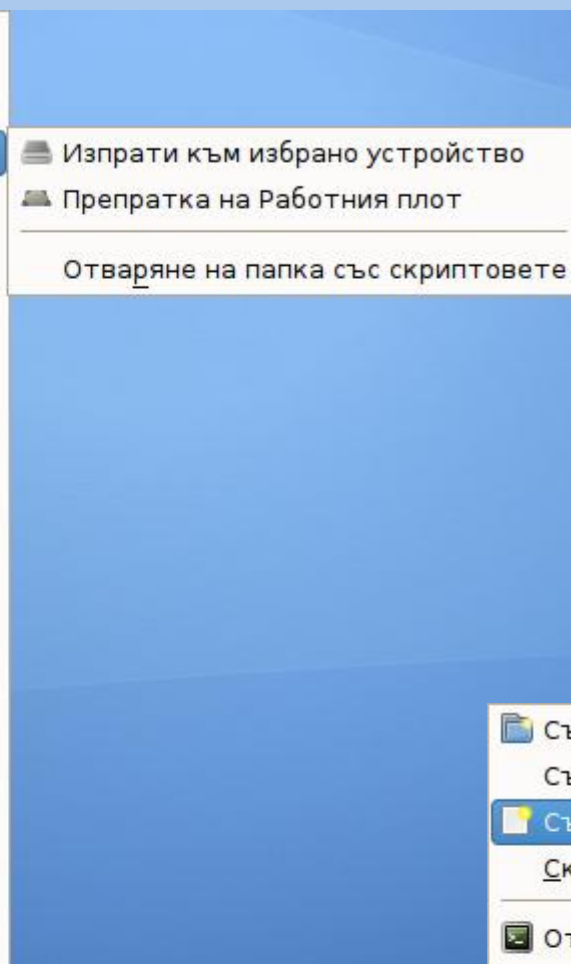 Изпрати към избрано устройство
Препратка на Работния плот
Отваряне на папка със скриптовете